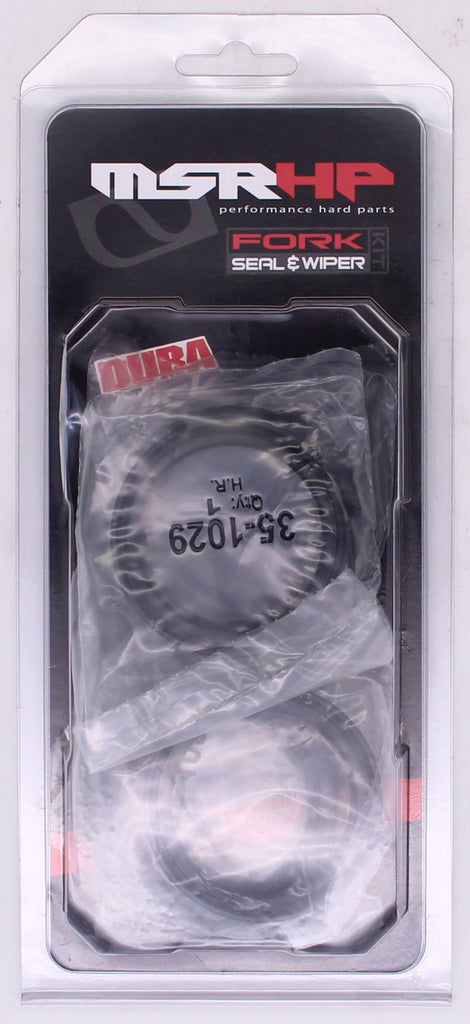 MSRHP
performance hard parts
FORK
SEAL & WIPER
KIT
DURA
35-1029
Qty: 1
H.R.